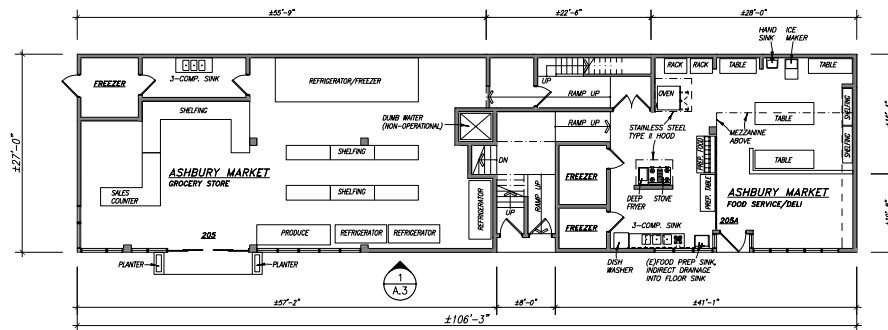 ±55'-9"
±22'-6"
±28'-0"
HAND
SINK
ICE
MAKER
FREEZER
3-COMP. SINK
REFRIGERATOR/FREEZER
UP
RACK
RACK
TABLE
TABLE
SHELFING
DUMB WAITER
(NON-OPERATIONAL)
RAMP UP
OVEN
SHELFING
±27'-0"
RAMP UP
STAINLESS STEEL
TYPE II HOOD
TABLE
MEZZANINE
ABOVE
SHELFING
SHELFING
DN
PREP. FOOD
TABLE
ASHBURY MARKET
GROCERY STORE
FREEZER
SALES
COUNTER
SHELFING
REFRIGERATOR
UP
RAMP UP
DEEP
FRYER
STOVE
PREP. TABLE
ASHBURY MARKET
FOOD SERVICE/DELI
FREEZER
3-COMP. SINK
205A
205
PRODUCE
REFRIGERATOR
REFRIGERATOR
PLANTER
PLANTER
DISH
WASHER
(E)FOOD PREP SINK,
INDIRECT DRAINAGE
INTO FLOOR SINK
1
A.3
±57'-2"
±8'-0"
±41'-1"
±106'-3"